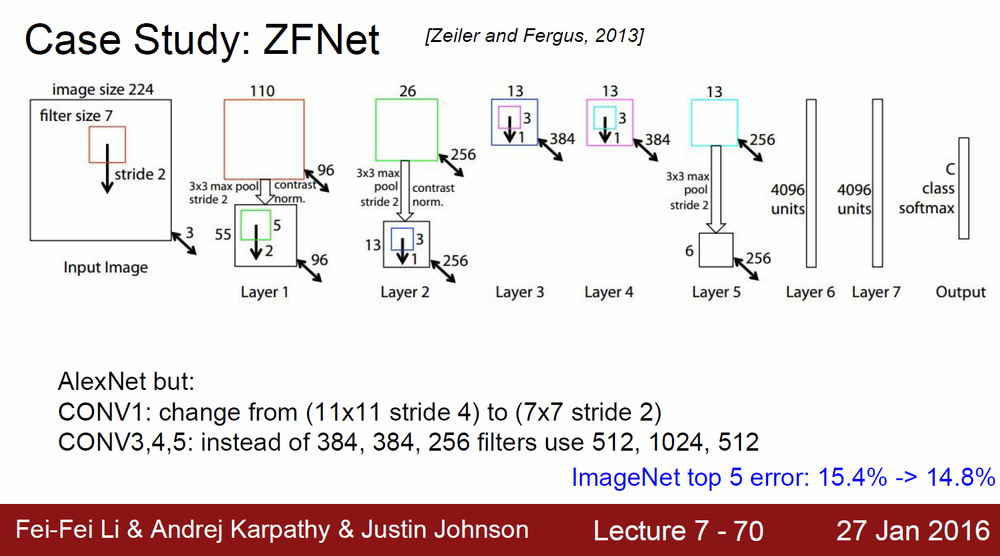 Case Study: ZFNet
[Zeiler and Fergus, 2013]
image size 224
filter size 7
stride 2
3
Input Image
110
96
3x3 max pool
stride 2
contrast
norm.
55
5
2
96
Layer 1
26
256
3x3 max
pool
stride 2
contrast
norm.
13
3
1
256
Layer 2
13
3
1
384
Layer 3
13
3
1
384
Layer 4
13
256
3x3 max
pool
stride 2
6
256
Layer 5
4096
units
Layer 6
4096
units
Layer 7
C
class
softmax
Output
AlexNet but:
CONV1: change from (11x11 stride 4) to (7x7 stride 2)
CONV3,4,5: instead of 384, 384, 256 filters use 512, 1024, 512
ImageNet top 5 error: 15.4% -> 14.8%
Fei-Fei Li & Andrej Karpathy & Justin Johnson
Lecture 7 - 70
27 Jan 2016